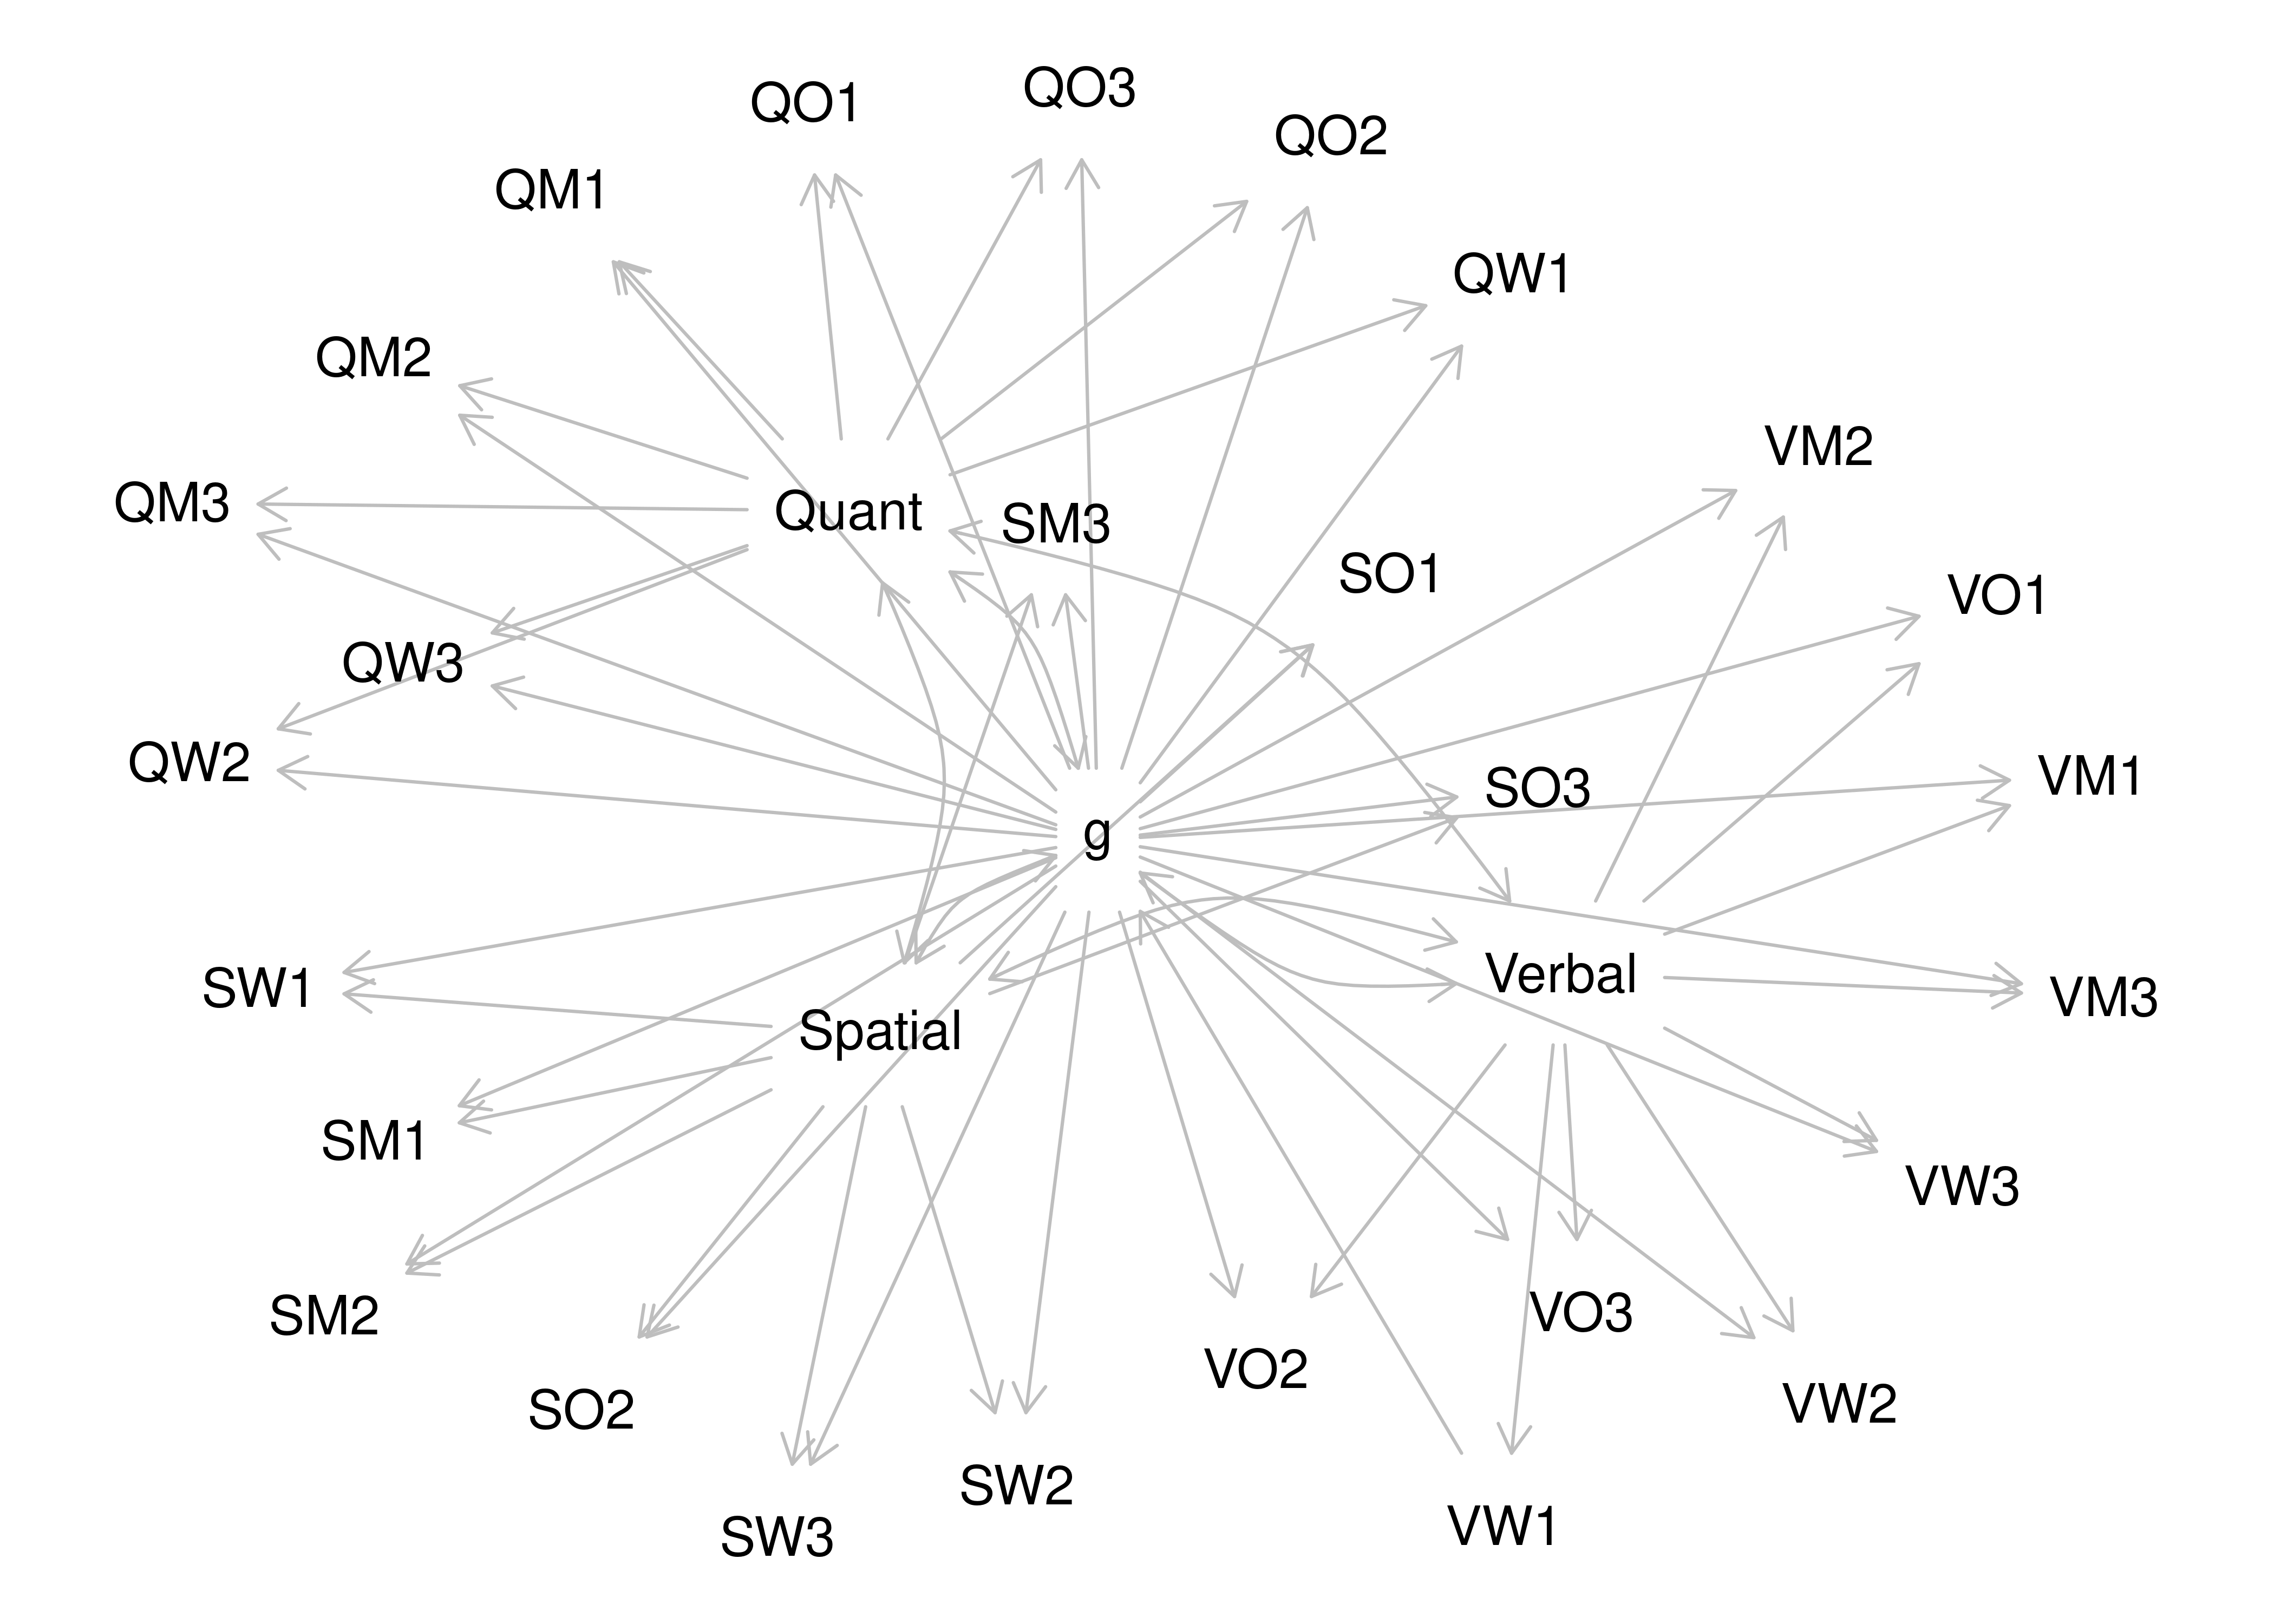 QO3
QO1
QO2
QM1
QW1
QM2
VM2
QM3
Quant
SM3
SO1
VO1
QW3
QW2
VM1
SO3
g
Verbal
SW1
VM3
Spatial
SM1
VW3
VO3
SM2
VO2
VW2
SO2
SW2
VW1
SW3